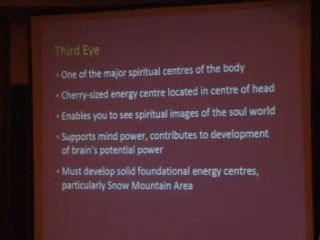 Third Eye
• One of the major spiritual centres of the body
• Cherry-sized energy centre located in centre of head
• Enables you to see spiritual images of the soul world
• Supports mind power, contributes to development
of brain's potential power
• Must develop solid foundational energy centres,
particularly Snow Mountain Area